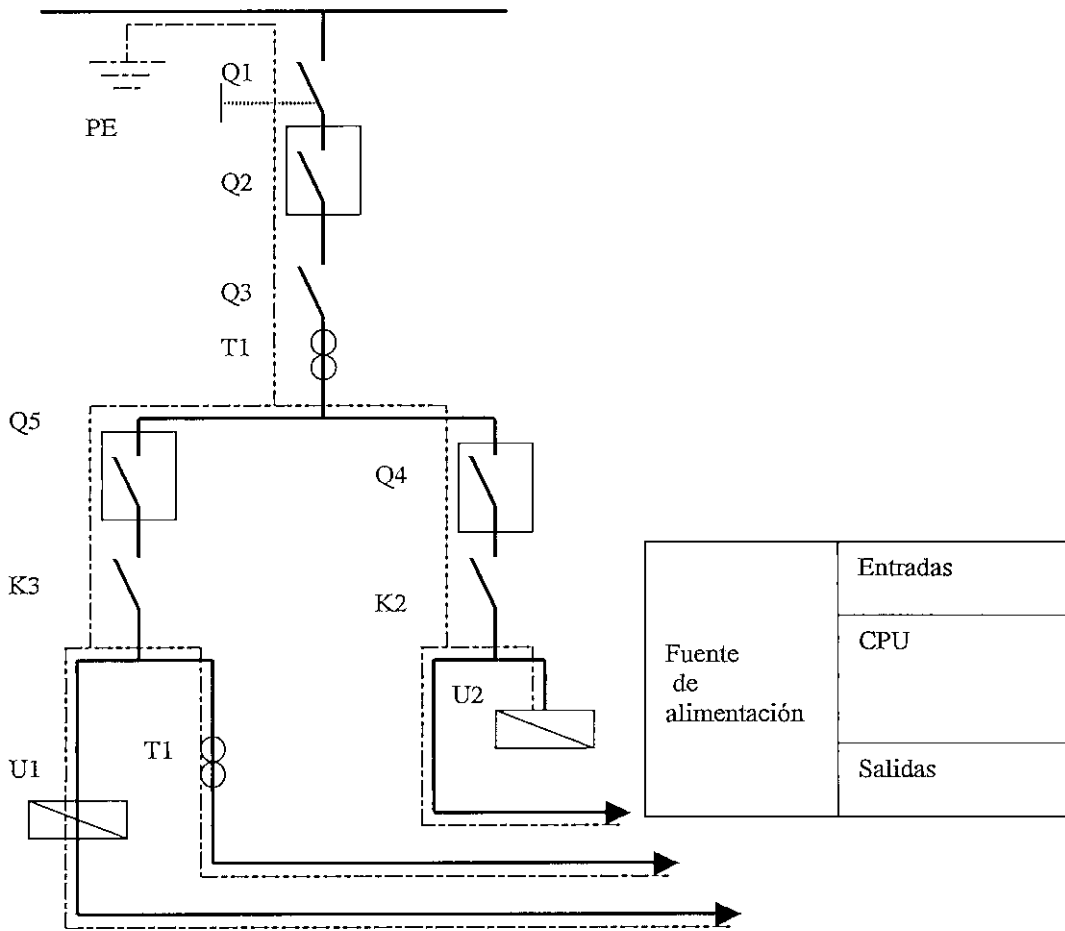 Q1
PE
Q2
Q3
T1
Q5
Q4
K3
K2
Entradas
CPU
Fuente
de
alimentación
U2
T1
U1
Salidas